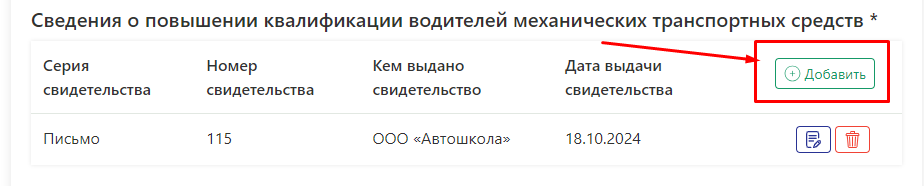 Сведения о повышении квалификации водителей механических транспортных средств *
Серия свидетельства
Номер свидетельства
Кем выдано свидетельство
Дата выдачи свидетельства
Добавить
Письмо 115 ООО «Автошкола» 18.10.2024